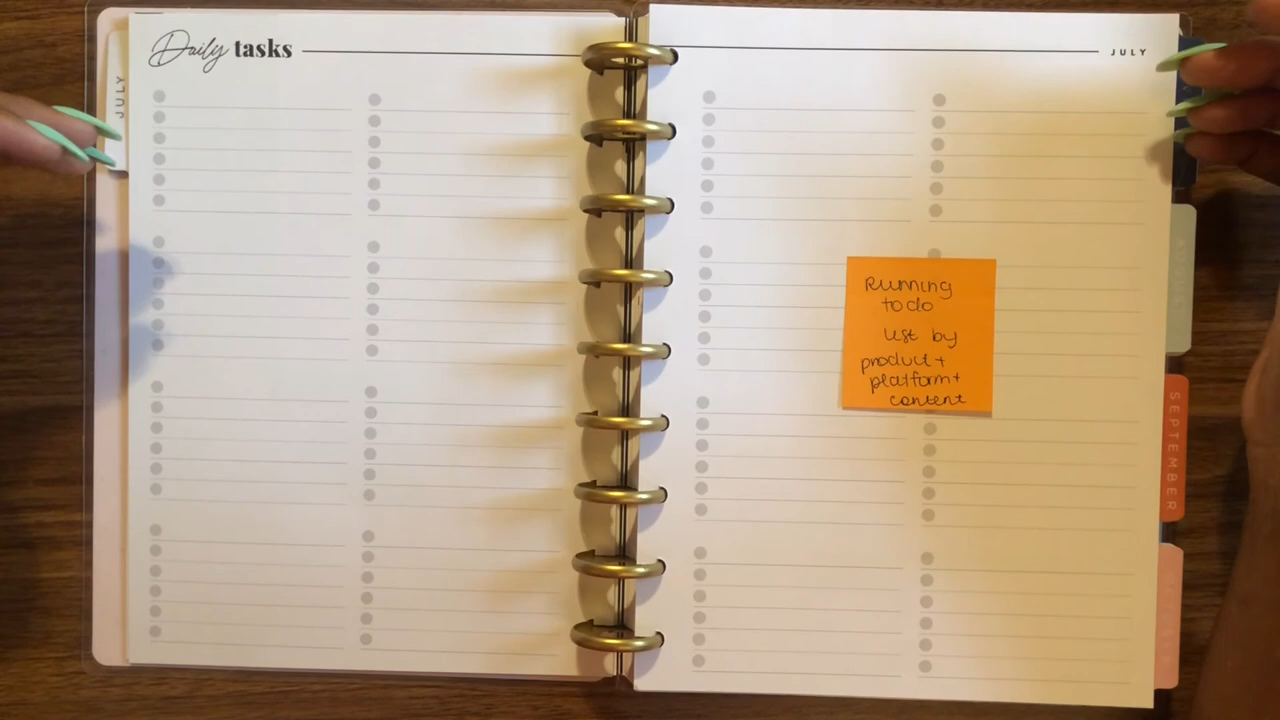 Daily tasks
JULY
JULY
Running
to do
list by
product +
platform +
content
SEPTEMBER